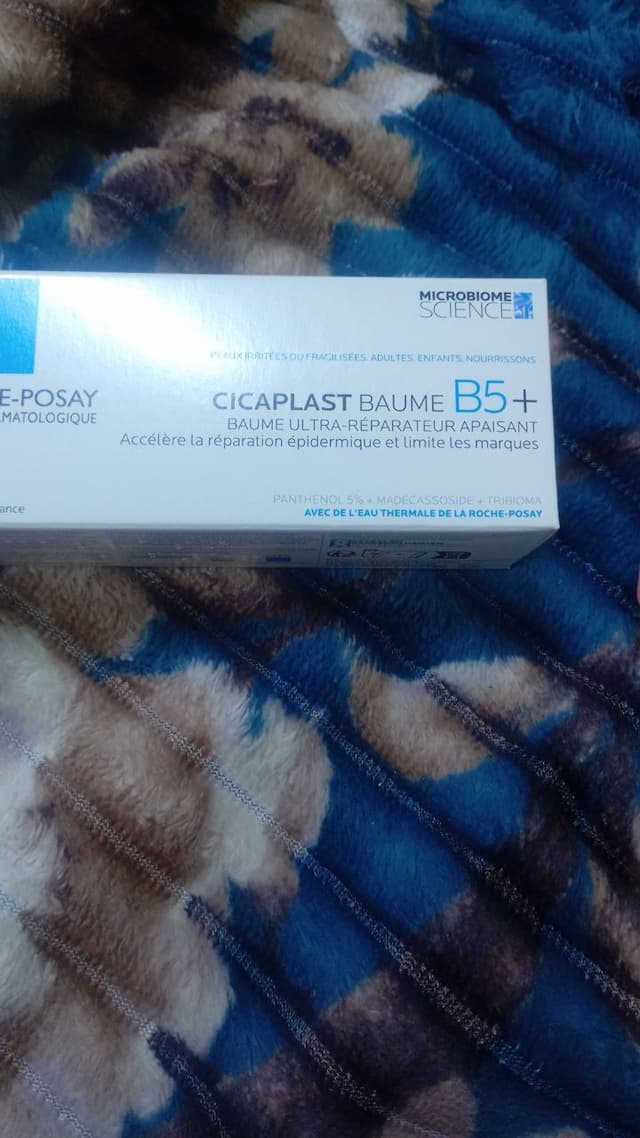 MICROBIOME
SCIENCE
PEAUX IRRITÉES OU FRAGILISÉES. ADULTES, ENFANTS, NOURRISSONS
E-POSAY
MATOLOGIQUE
CICAPLAST BAUME B5+
BAUME ULTRA-RÉPARATEUR APAISANT
Accélère la réparation épidermique et limite les marques
PANTHENOL 5% + MADÉCASSOSIDE + TRIBIOMA
AVEC DE L'EAU THERMALE DE LA ROCHE-POSAY
ance